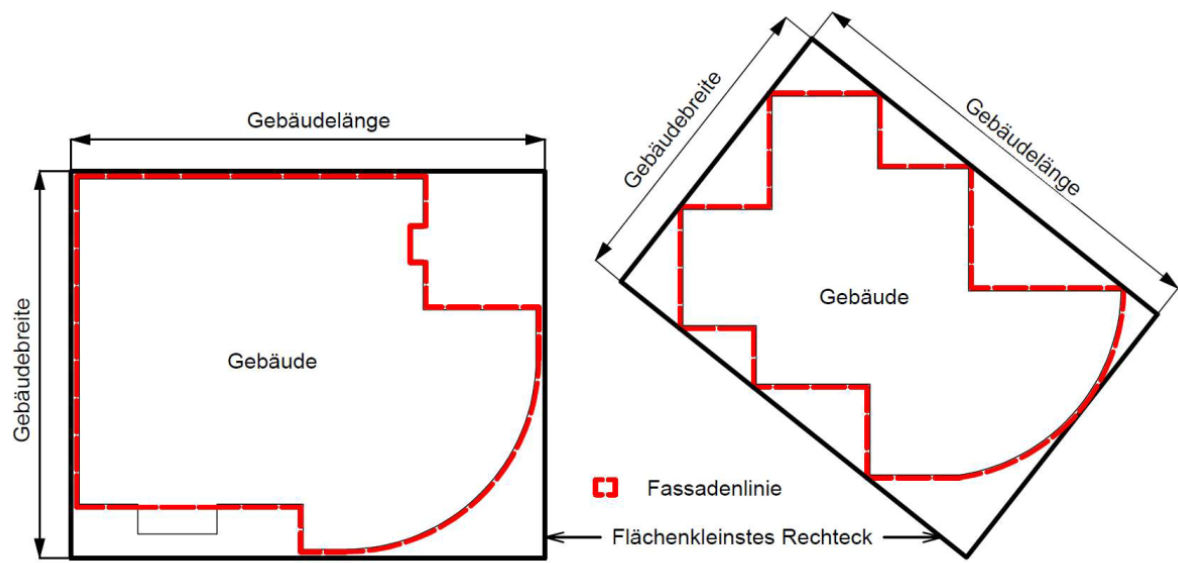 Gebäudelänge
Gebäudebreite
Gebäude
Gebäudebreite
Gebäudelänge
Gebäude
Fassadenlinie
Flächenkleinstes Rechteck